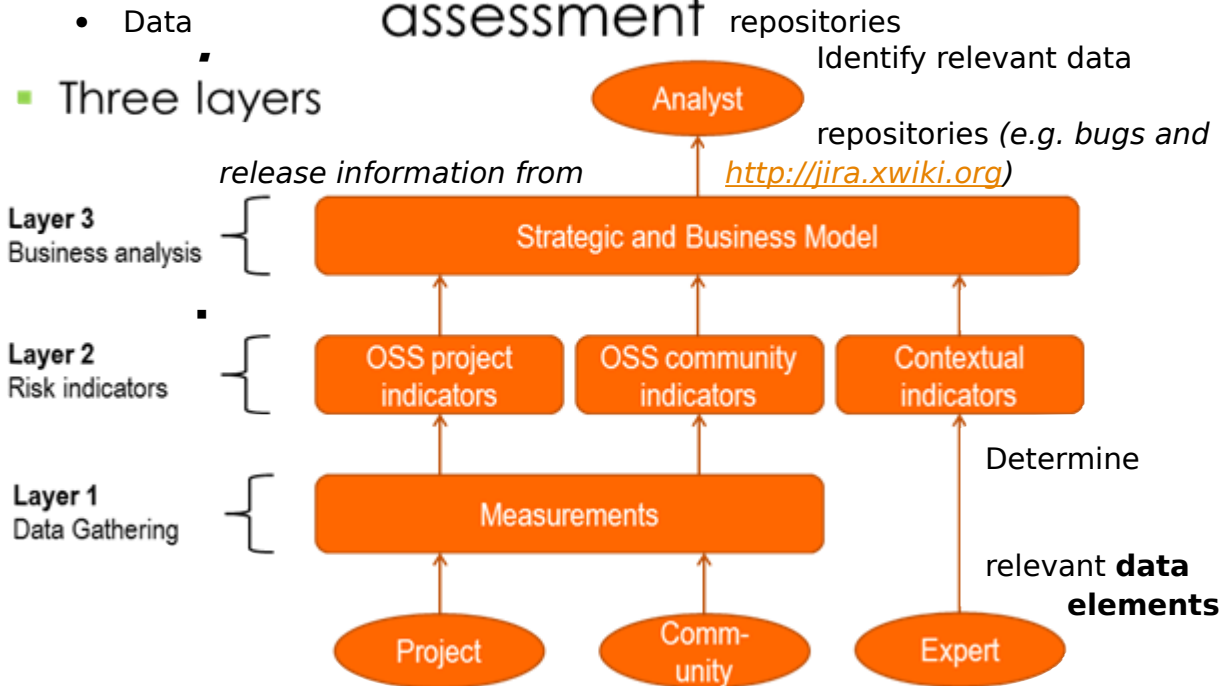 • Data assessment repositories
▪ Identify relevant data
▪ Three layers
Analyst
repositories (e.g. bugs and
release information from http://jira.xwiki.org)
Layer 3
Business analysis
Strategic and Business Model
▪
Layer 2
Risk indicators
OSS project
indicators
OSS community
indicators
Contextual
indicators
Determine
Layer 1
Data Gathering
Measurements
relevant data
elements
Project
Comm-
unity
Expert